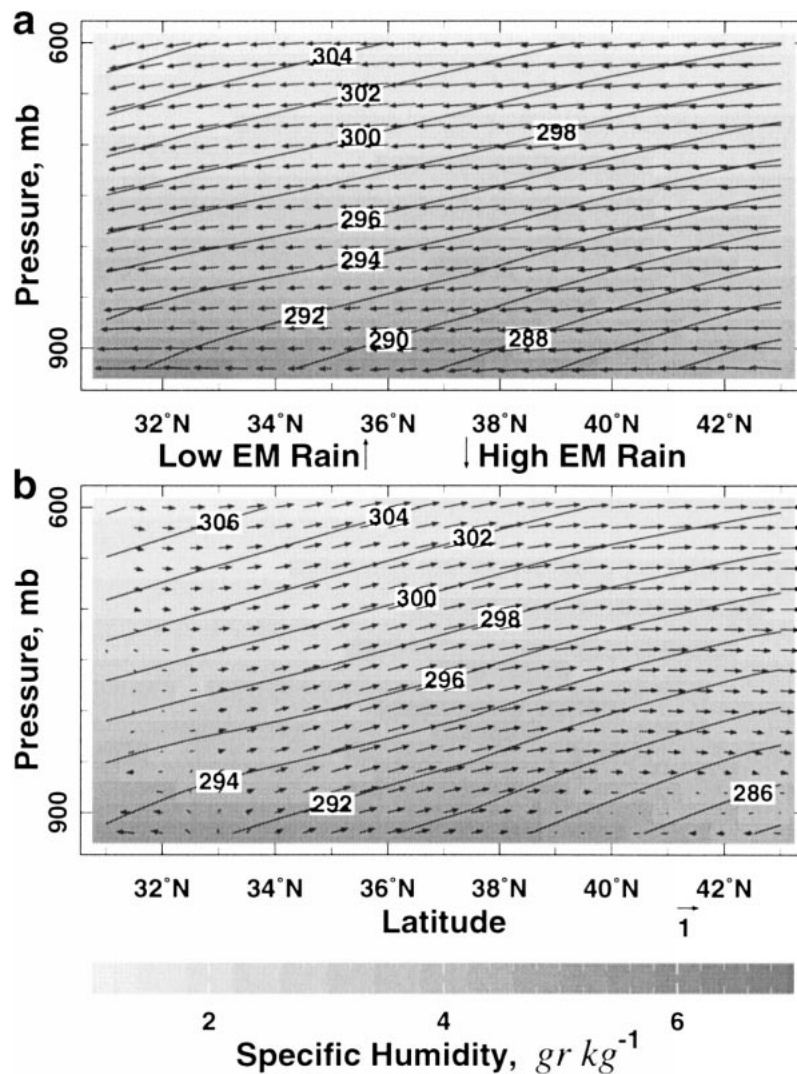 a
600
Pressure, mb
900
304
302
300
298
296
294
292
290
288
32°N 34°N 36°N 38°N 40°N 42°N
Low EM Rain↑ ↓High EM Rain
b
600
Pressure, mb
900
306
304
302
300
298
296
294
292
286
32°N 34°N 36°N 38°N 40°N 42°N
Latitude
1
2 4 6
Specific Humidity, gr kg⁻¹